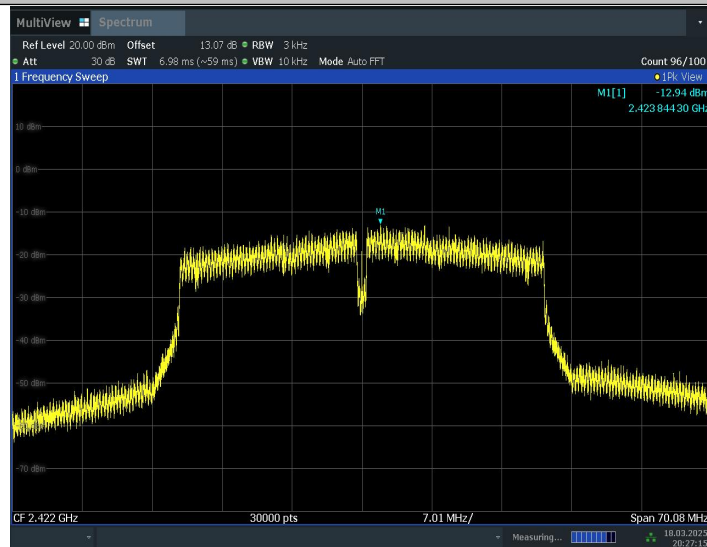 MultiView Spectrum
Ref Level 20.00 dBm Offset 13.07 dB RBW 3 kHz
Att 30 dB SWT 6.98 ms (~59 ms) VBW 10 kHz Mode Auto FFT Count 96/100
1 Frequency Sweep 1Pk View
M1[1] -12.94 dBm
2.42384430 GHz
10 dBm
0 dBm
-10 dBm
M1
-20 dBm
-30 dBm
-40 dBm
-50 dBm
-70 dBm
CF 2.422 GHz 30000 pts 7.01 MHz/ Span 70.08 MHz
Measuring... 18.03.2025
20:27:15